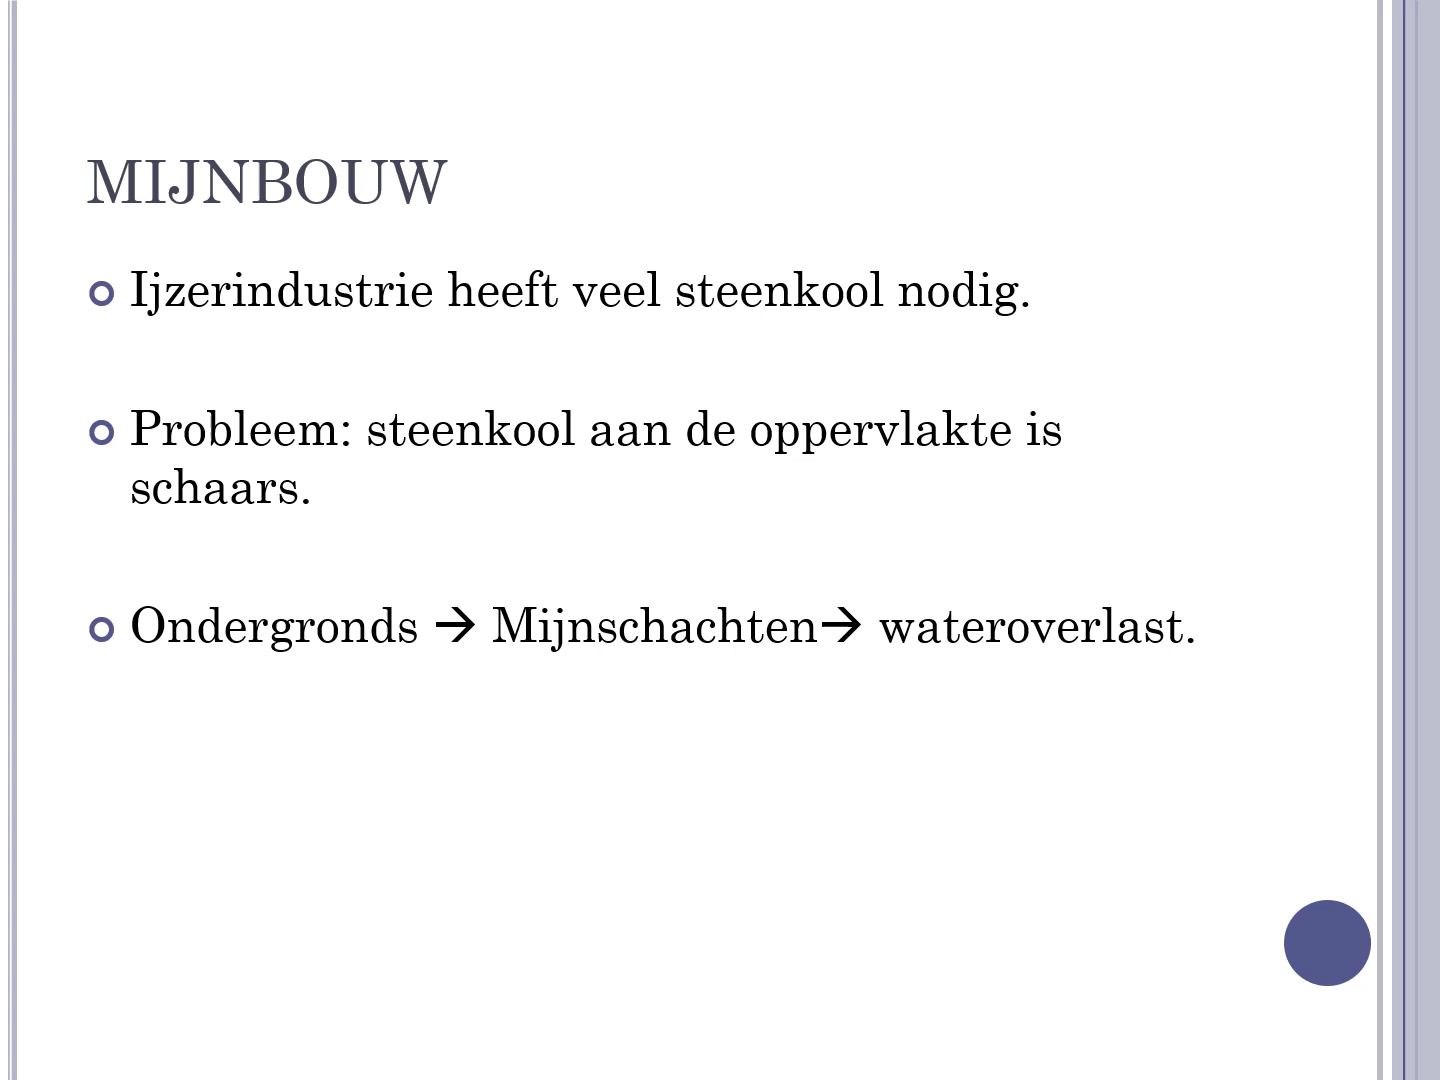 MIJNBOUW
Ijzerindustrie heeft veel steenkool nodig.
Probleem: steenkool aan de oppervlakte is
schaars.
Ondergronds → Mijnschachten→ wateroverlast.